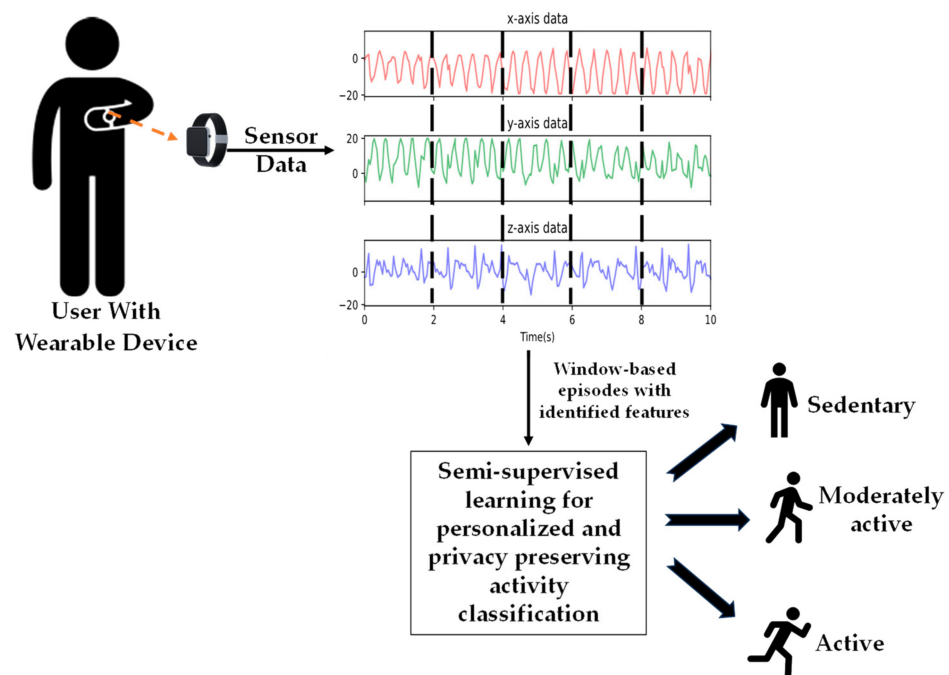 x-axis data
0
−20
Sensor
Data
y-axis data
20
0
z-axis data
0
−20
0
2
4
6
8
10
Time(s)
User With
Wearable Device
Window-based
episodes with
identified features
Semi-supervised
learning for
personalized and
privacy preserving
activity
classification
Sedentary
Moderately
active
Active